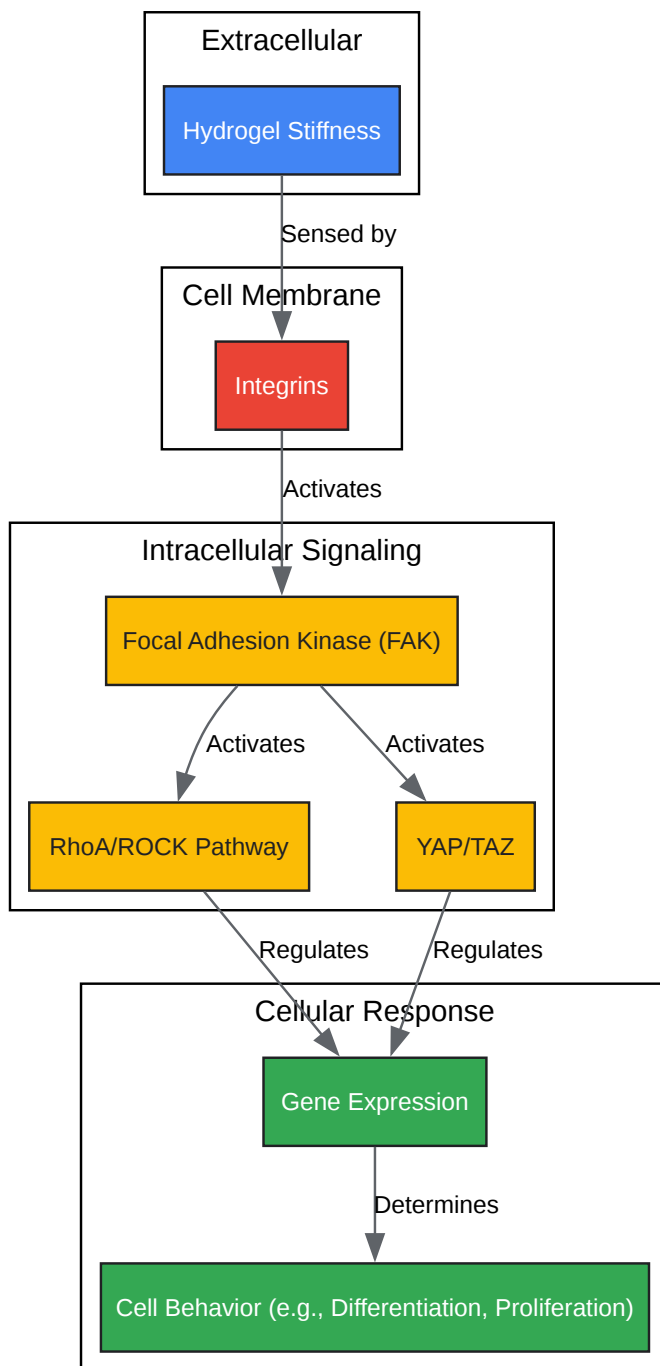 Extracellular
Hydrogel Stiffness
Sensed by
Cell Membrane
Integrins
Activates
Intracellular Signaling
Focal Adhesion Kinase (FAK)
Activates
Activates
RhoA/ROCK Pathway
YAP/TAZ
Regulates
Regulates
Cellular Response
Gene Expression
Determines
Cell Behavior (e.g., Differentiation, Proliferation)